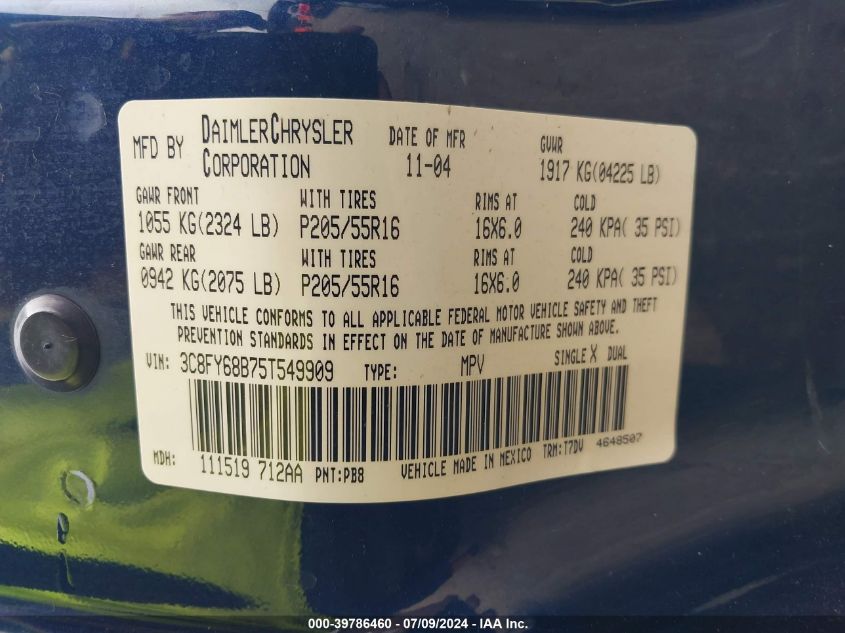 MFD BY DAIMLERCHRYSLER CORPORATION DATE OF MFR 11-04 GVWR 1917 KG(04225 LB)
GAWR FRONT WITH TIRES RIMS AT COLD
1055 KG(2324 LB) P205/55R16 16X6.0 240 KPA( 35 PSI)
GAWR REAR WITH TIRES RIMS AT COLD
0942 KG(2075 LB) P205/55R16 16X6.0 240 KPA( 35 PSI)
THIS VEHICLE CONFORMS TO ALL APPLICABLE FEDERAL MOTOR VEHICLE SAFETY AND THEFT
PREVENTION STANDARDS IN EFFECT ON THE DATE OF MANUFACTURE SHOWN ABOVE.
VIN: 3C8FY68B75T549909 TYPE: MPV SINGLE X DUAL
MDH: 111519 712AA PNT:PB8 VEHICLE MADE IN MEXICO TRM:T7DV 4648507
000-39786460 - 07/09/2024 - IAA Inc.